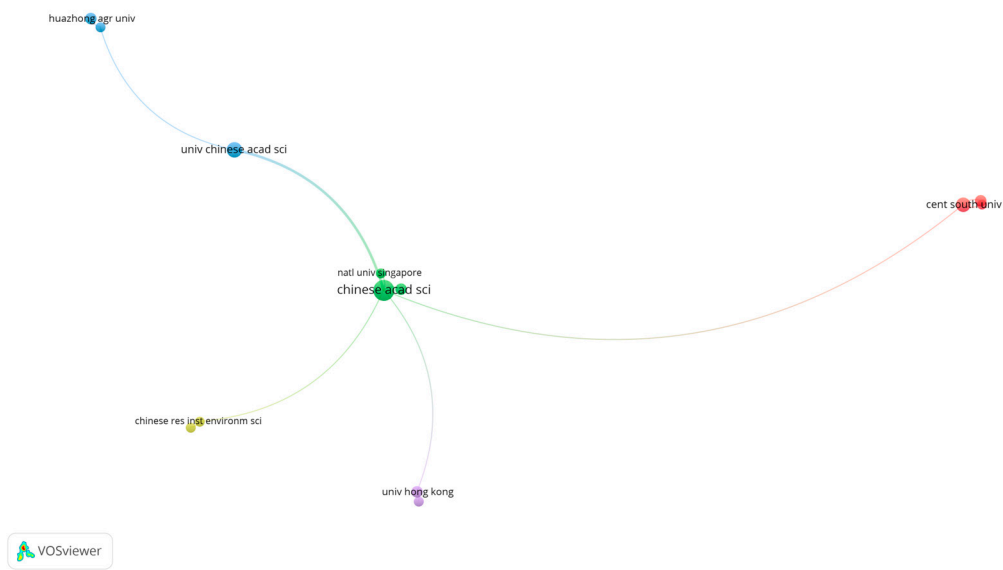 huazhong agr univ
univ chinese acad sci
cent south univ
natl univ singapore
chinese acad sci
chinese res inst environm sci
univ hong kong
VOSviewer